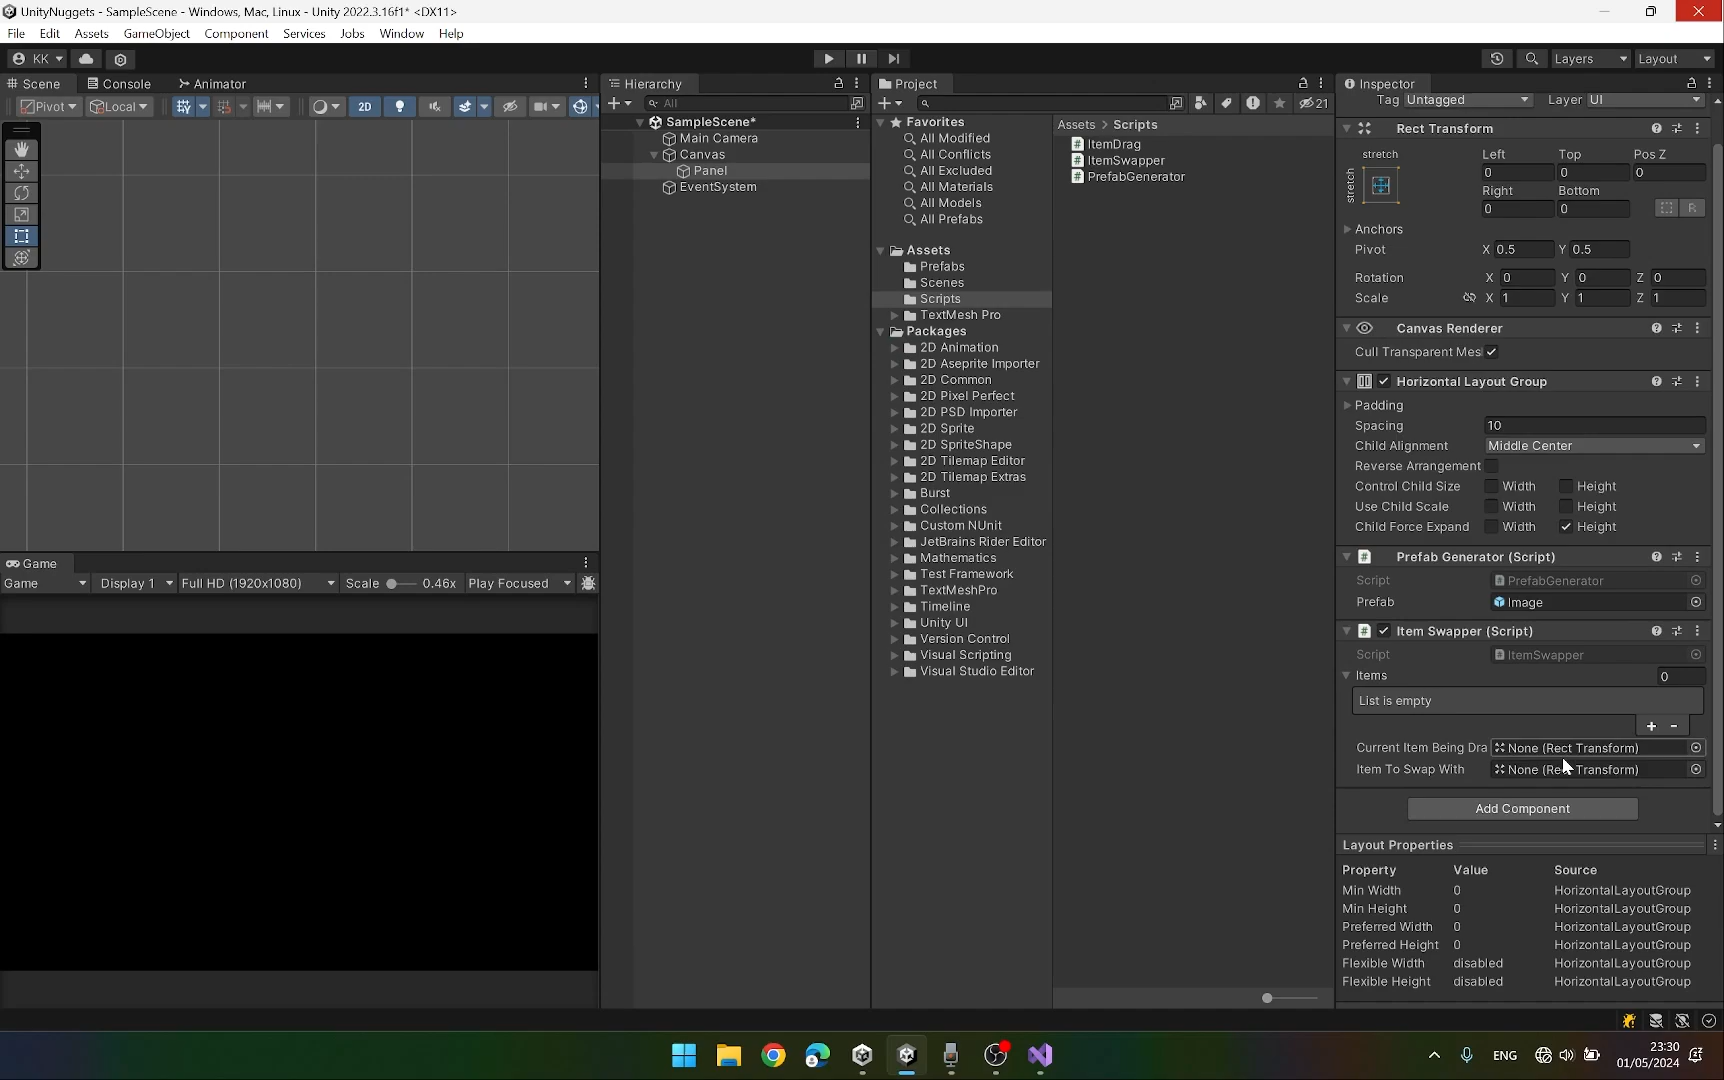 UnityNuggets - SampleScene - Windows, Mac, Linux - Unity 2022.3.16f1* <DX11>
File Edit Assets GameObject Component Services Jobs Window Help
KK Layers Layout
Scene Console Animator
Pivot Local 2D
Hierarchy
All
SampleScene*
Main Camera
Canvas
Panel
EventSystem
Project
21
Favorites
All Modified
All Conflicts
All Excluded
All Materials
All Models
All Prefabs
Assets
Prefabs
Scenes
Scripts
TextMesh Pro
Packages
2D Animation
2D Aseprite Importer
2D Common
2D Pixel Perfect
2D PSD Importer
2D Sprite
2D SpriteShape
2D Tilemap Editor
2D Tilemap Extras
Burst
Collections
Custom NUnit
JetBrains Rider Editor
Mathematics
Test Framework
TextMeshPro
Timeline
Unity UI
Version Control
Visual Scripting
Visual Studio Editor
Assets > Scripts
ItemDrag
ItemSwapper
PrefabGenerator
Inspector
Tag Untagged Layer UI
Rect Transform
stretch
stretch
Left Top Pos Z
0 0 0
Right Bottom
0 0 R
Anchors
Pivot X 0.5 Y 0.5
Rotation X 0 Y 0 Z 0
Scale X 1 Y 1 Z 1
Canvas Renderer
Cull Transparent Mes
Horizontal Layout Group
Padding
Spacing 10
Child Alignment Middle Center
Reverse Arrangement
Control Child Size Width Height
Use Child Scale Width Height
Child Force Expand Width Height
Prefab Generator (Script)
Script PrefabGenerator
Prefab Image
Item Swapper (Script)
Script ItemSwapper
Items 0
List is empty
+ -
Current Item Being Dra None (Rect Transform)
Item To Swap With None (Rect Transform)
Add Component
Layout Properties
Property Value Source
Min Width 0 HorizontalLayoutGroup
Min Height 0 HorizontalLayoutGroup
Preferred Width 0 HorizontalLayoutGroup
Preferred Height 0 HorizontalLayoutGroup
Flexible Width disabled HorizontalLayoutGroup
Flexible Height disabled HorizontalLayoutGroup
Game
Game Display 1 Full HD (1920x1080) Scale 0.46x Play Focused
ENG
23:30
01/05/2024